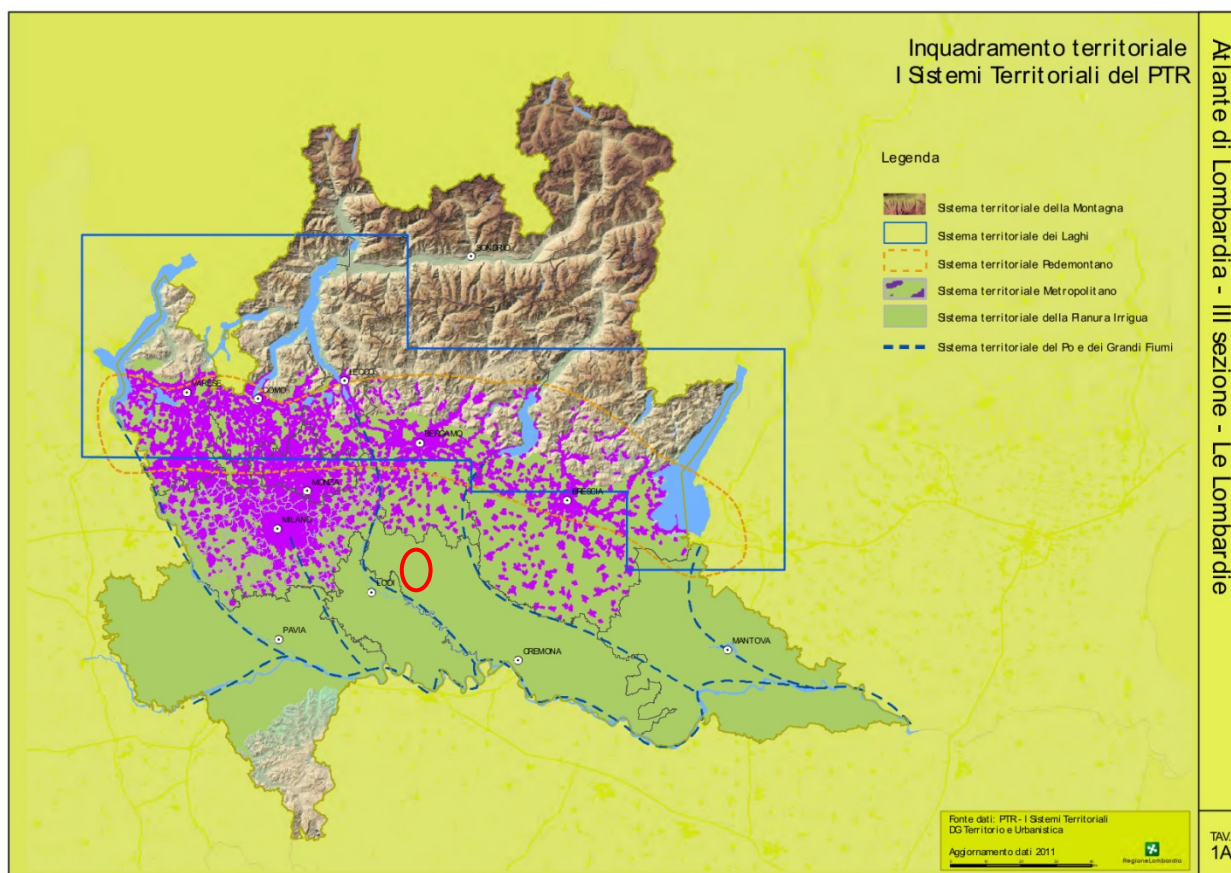 Inquadramento territoriale
I Sistemi Territoriali del PTR
Legenda
Sistema territoriale della Montagna
Sistema territoriale dei Laghi
Sistema territoriale Pedemontano
Sistema territoriale Metropolitano
Sistema territoriale della Pianura Irrigua
Sistema territoriale del Po e dei Grandi Fiumi
SONDRIO
LECCO
VARESE
COMO
BERGAMO
MONZA
BRESCIA
MILANO
LODI
PAVIA
CREMONA
MANTOVA
Fonte dati: PTR - I Sistemi Territoriali
DG Territorio e Urbanistica
Aggiornamento dati 2011
RegioneLombardia
Atlante di Lombardia - III sezione - Le Lombardie
TAV.
1A